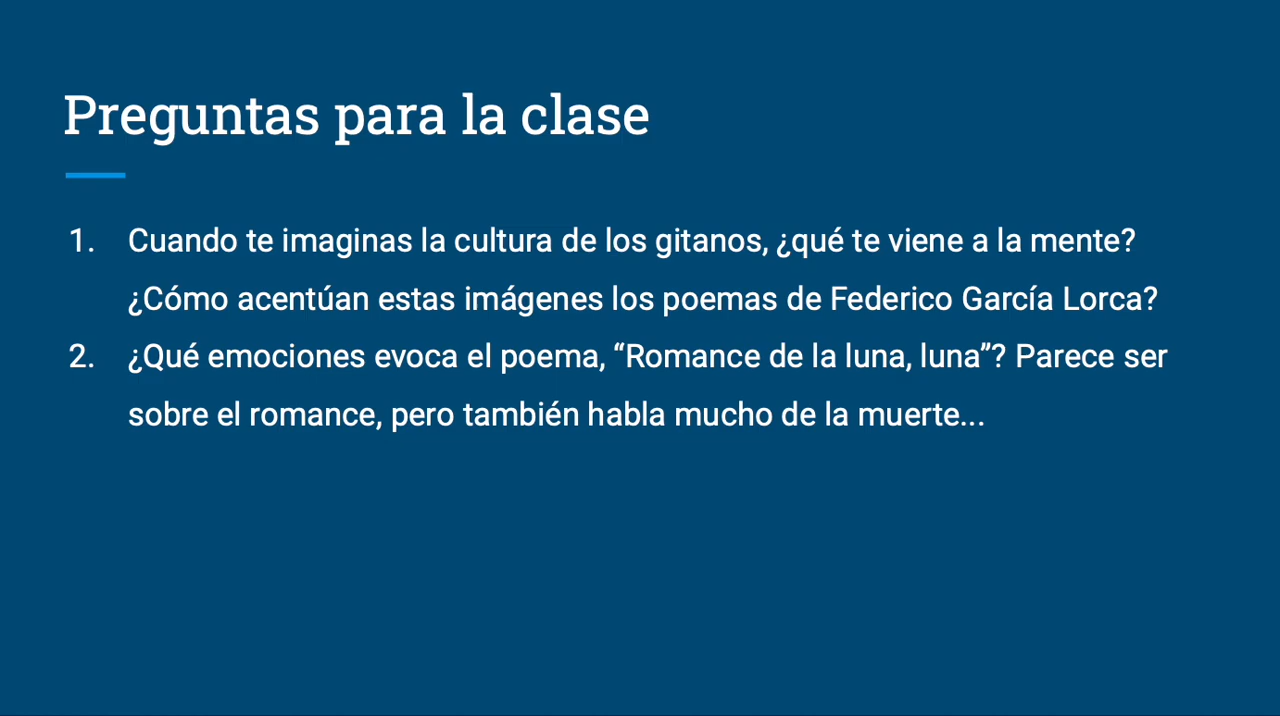 Preguntas para la clase
1. Cuando te imaginas la cultura de los gitanos, ¿qué te viene a la mente?
¿Cómo acentúan estas imágenes los poemas de Federico García Lorca?
2. ¿Qué emociones evoca el poema, “Romance de la luna, luna”? Parece ser
sobre el romance, pero también habla mucho de la muerte...